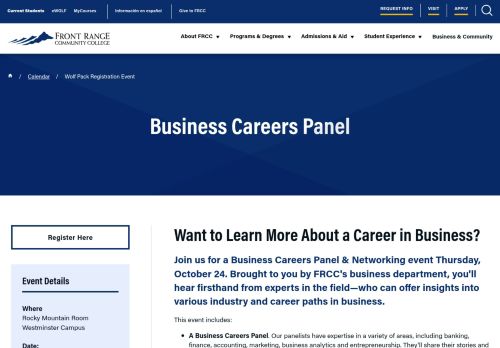 Current Students eWOLF MyCourses Información en español Give to FRCC REQUEST INFO VISIT APPLY
FRONT RANGE
COMMUNITY COLLEGE
About FRCC Programs & Degrees Admissions & Aid Student Experience Business & Community
/ Calendar / Wolf Pack Registration Event
Business Careers Panel
Register Here
Event Details
Where
Rocky Mountain Room
Westminster Campus
Date:
Want to Learn More About a Career in Business?
Join us for a Business Careers Panel & Networking event Thursday,
October 24. Brought to you by FRCC's business department, you'll
hear firsthand from experts in the field—who can offer insights into
various industry and career paths in business.
This event includes:
• A Business Careers Panel. Our panelists have expertise in a variety of areas, including banking,
finance, accounting, marketing, business analytics and entrepreneurship. They'll share their stories and